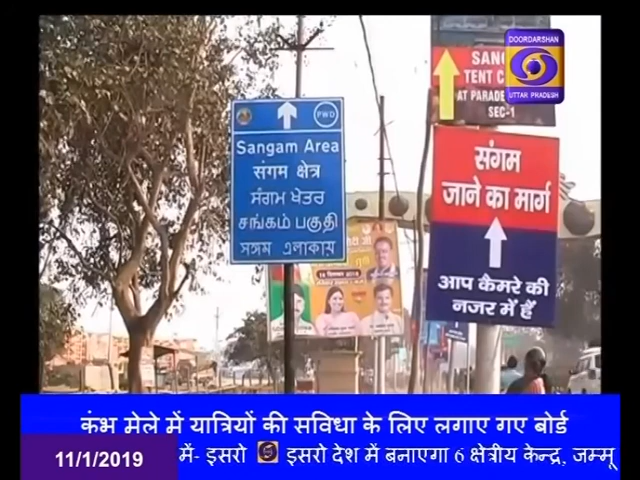 DOORDARSHAN
UTTAR PRADESH
SANG
TENT C
AT PARADE
SEC-1
PWD
Sangam Area
संगम क्षेत्र
ਸੰਗਮ ਖੇਤਰ
சங்கம் பகுதி
সঙ্গম এলাকায়
संगम
जाने का मार्ग
आप कैमरे की
नजर में हैं
कुंभ मेले में यात्रियों की सुविधा के लिए लगाए गए बोर्ड
11/1/2019
में- इसरो इसरो देश में बनाएगा 6 क्षेत्रीय केन्द्र, जम्मू